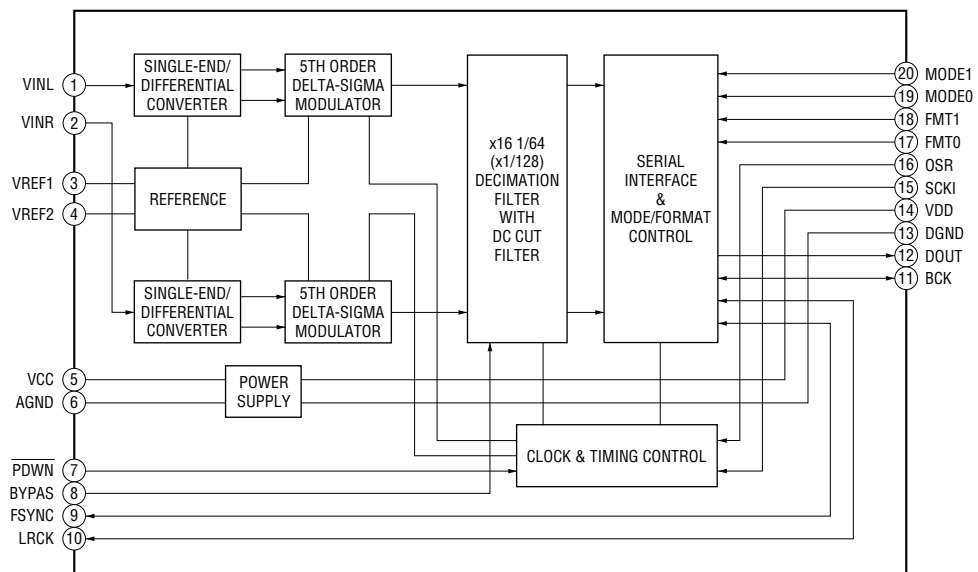 VINL 1
VINR 2
VREF1 3
VREF2 4
VCC 5
AGND 6
PDWN 7
BYPAS 8
FSYNC 9
LRCK 10
SINGLE-END/
DIFFERENTIAL
CONVERTER
5TH ORDER
DELTA-SIGMA
MODULATOR
REFERENCE
SINGLE-END/
DIFFERENTIAL
CONVERTER
5TH ORDER
DELTA-SIGMA
MODULATOR
POWER
SUPPLY
x16 1/64
(x1/128)
DECIMATION
FILTER
WITH
DC CUT
FILTER
SERIAL
INTERFACE
&
MODE/FORMAT
CONTROL
CLOCK & TIMING CONTROL
20 MODE1
19 MODE0
18 FMT1
17 FMT0
16 OSR
15 SCKI
14 VDD
13 DGND
12 DOUT
11 BCK